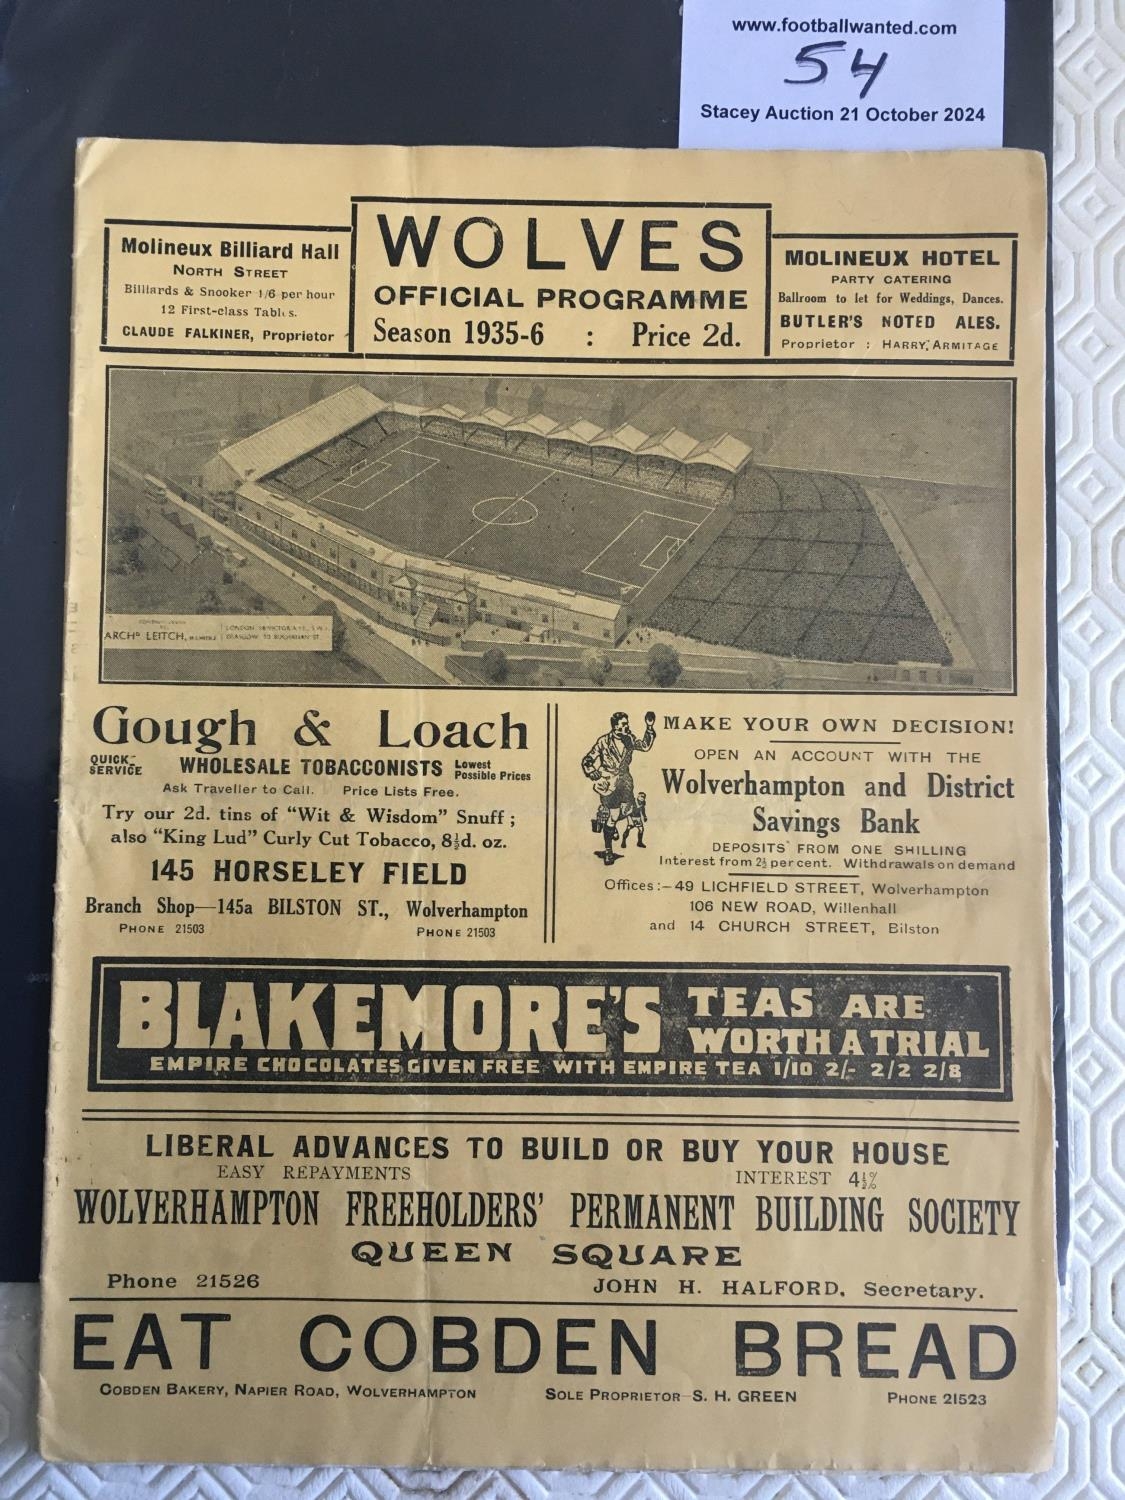 www.footballwanted.com
54
Stacey Auction 21 October 2024
Molineux Billiard Hall
NORTH STREET
Billiards & Snooker 1/6 per hour
12 First-class Tables.
CLAUDE FALKINER, Proprietor
WOLVES
OFFICIAL PROGRAMME
Season 1935-6 : Price 2d.
MOLINEUX HOTEL
PARTY CATERING
Ballroom to let for Weddings, Dances.
BUTLER'S NOTED ALES.
Proprietor : HARRY ARMITAGE
ARCHD LEITCH,
Gough & Loach
QUICK-SERVICE
WHOLESALE TOBACCONISTS
Lowest Possible Prices
Ask Traveller to Call. Price Lists Free.
Try our 2d. tins of "Wit & Wisdom" Snuff ;
also "King Lud" Curly Cut Tobacco, 8½d. oz.
145 HORSELEY FIELD
Branch Shop—145a BILSTON ST., Wolverhampton
PHONE 21503 PHONE 21503
MAKE YOUR OWN DECISION!
OPEN AN ACCOUNT WITH THE
Wolverhampton and District
Savings Bank
DEPOSITS FROM ONE SHILLING
Interest from 2½ per cent. Withdrawals on demand
Offices:-49 LICHFIELD STREET, Wolverhampton
106 NEW ROAD, Willenhall
and 14 CHURCH STREET, Bilston
BLAKEMORE'S TEAS ARE
WORTH A TRIAL
EMPIRE CHOCOLATES GIVEN FREE WITH EMPIRE TEA 1/10 2/- 2/2 2/8
LIBERAL ADVANCES TO BUILD OR BUY YOUR HOUSE
EASY REPAYMENTS INTEREST 4½%
WOLVERHAMPTON FREEHOLDERS' PERMANENT BUILDING SOCIETY
QUEEN SQUARE
Phone 21526 JOHN H. HALFORD, Secretary.
EAT COBDEN BREAD
COBDEN BAKERY, NAPIER ROAD, WOLVERHAMPTON SOLE PROPRIETOR—S. H. GREEN PHONE 21523